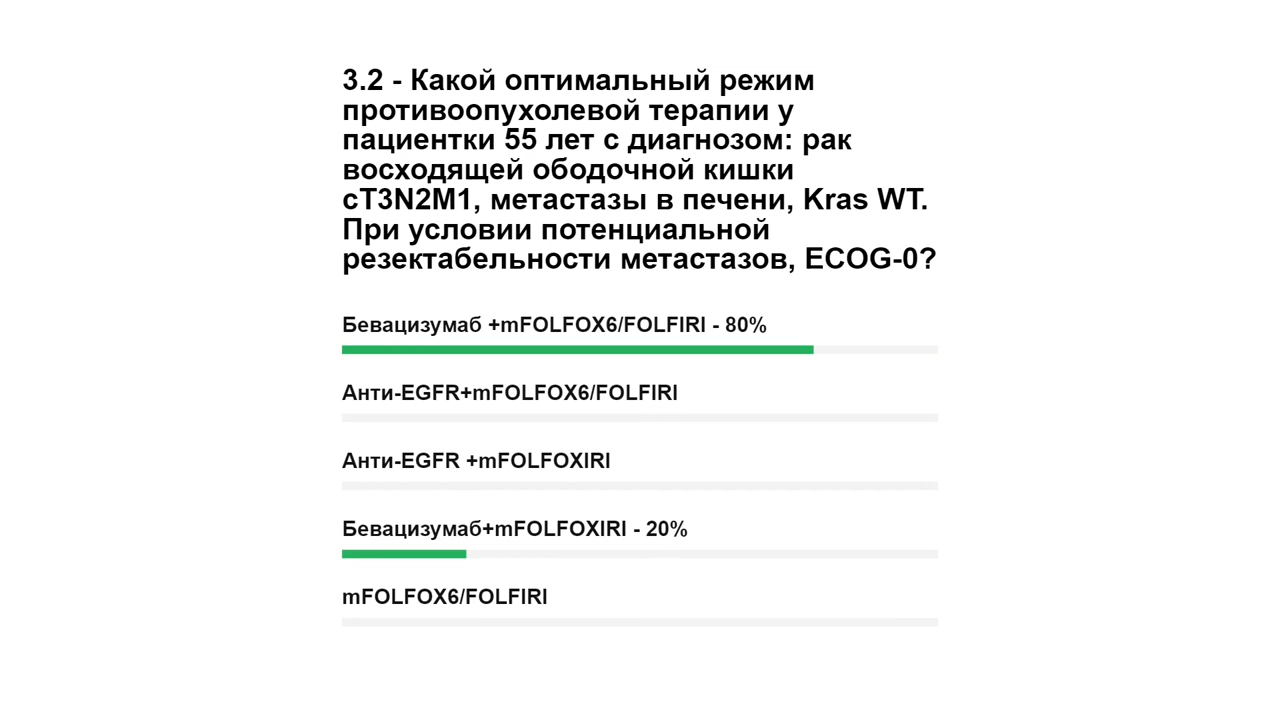 3.2 - Какой оптимальный режим
противоопухолевой терапии у
пациентки 55 лет с диагнозом: рак
восходящей ободочной кишки
cT3N2M1, метастазы в печени, Kras WT.
При условии потенциальной
резектабельности метастазов, ECOG-0?
Бевацизумаб +mFOLFOX6/FOLFIRI - 80%
Анти-EGFR+mFOLFOX6/FOLFIRI
Анти-EGFR +mFOLFOXIRI
Бевацизумаб+mFOLFOXIRI - 20%
mFOLFOX6/FOLFIRI